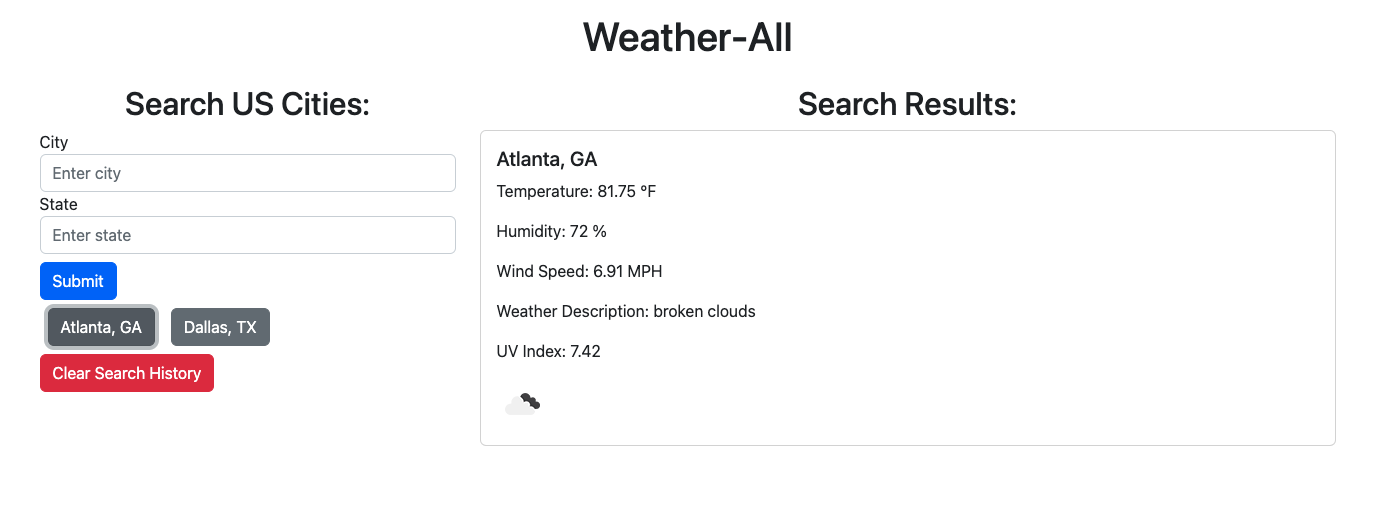 Weather-All
Search US Cities:
City
Enter city
State
Enter state
Submit
Atlanta, GA
Dallas, TX
Clear Search History
Search Results:
Atlanta, GA
Temperature: 81.75 °F
Humidity: 72 %
Wind Speed: 6.91 MPH
Weather Description: broken clouds
UV Index: 7.42